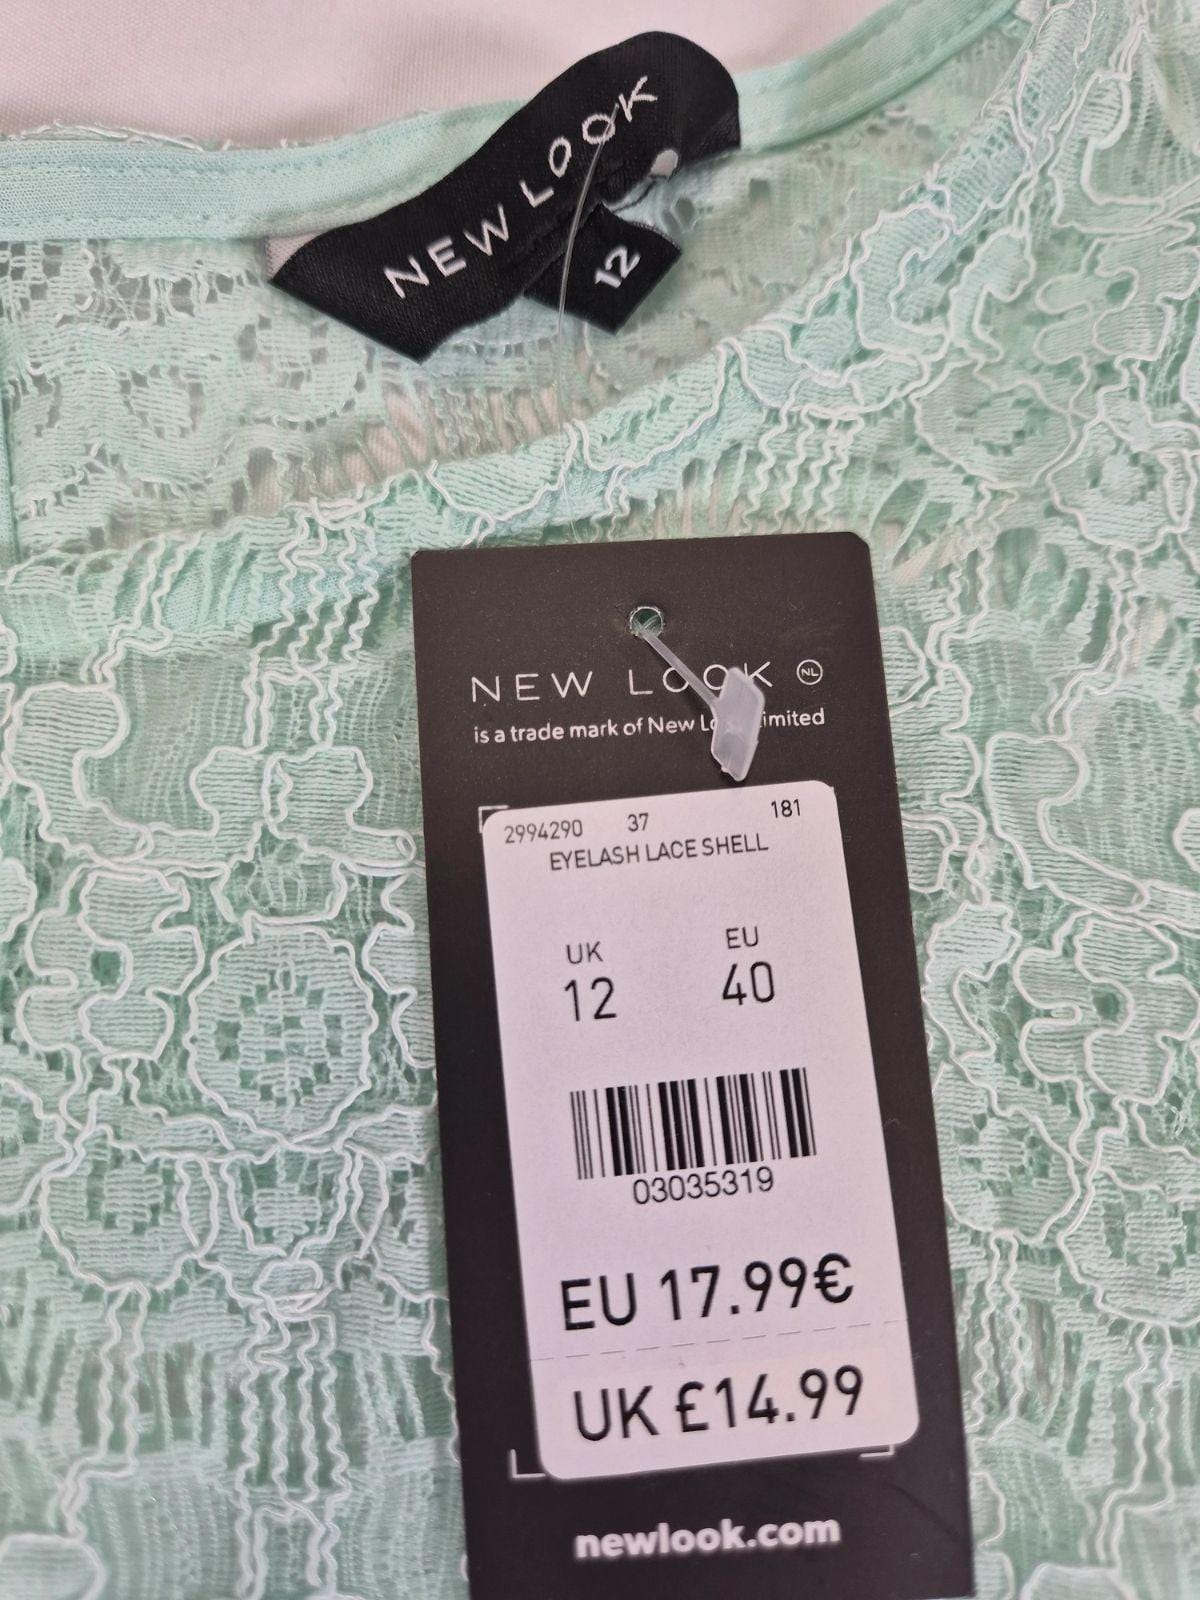 NEW LOOK
12
NEW LOOK NL
is a trade mark of New Look Limited
2994290 37 181
EYELASH LACE SHELL
UK EU
12 40
03035319
EU 17.99€
UK £14.99
newlook.com